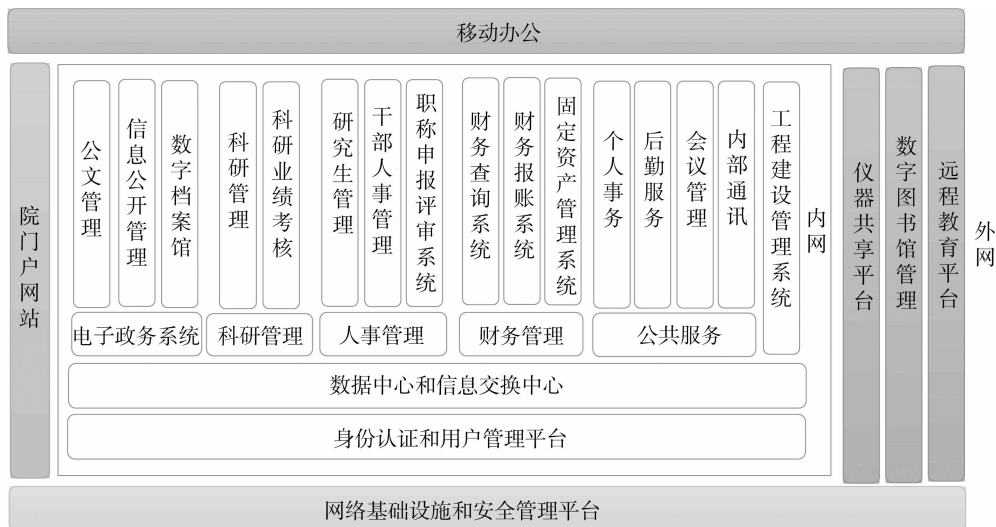 移动办公
院门户网站
公文管理
信息公开管理
数字档案馆
科研管理
科研业绩考核
研究生管理
干部人事管理
职称申报评审系统
财务查询系统
财务报账系统
固定资产管理系统
个人事务
后勤服务
会议管理
内部通讯
工程建设管理系统
内网
仪器共享平台
数字图书馆管理
远程教育平台
外网
电子政务系统
科研管理
人事管理
财务管理
公共服务
数据中心和信息交换中心
身份认证和用户管理平台
网络基础设施和安全管理平台